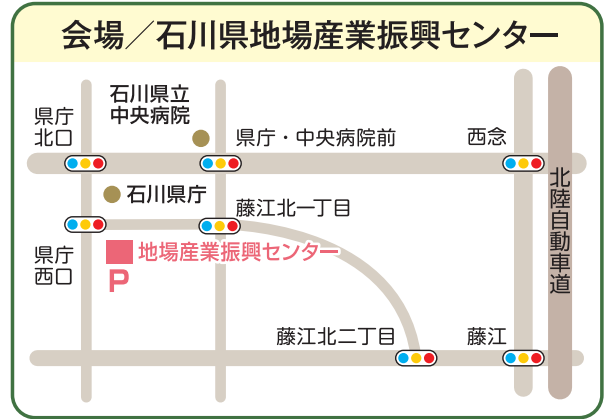 会場／石川県地場産業振興センター
石川県立
中央病院
県庁
北口
県庁・中央病院前
西念
北陸自動車道
石川県庁
藤江北一丁目
県庁
西口
地場産業振興センター
P
藤江北二丁目
藤江